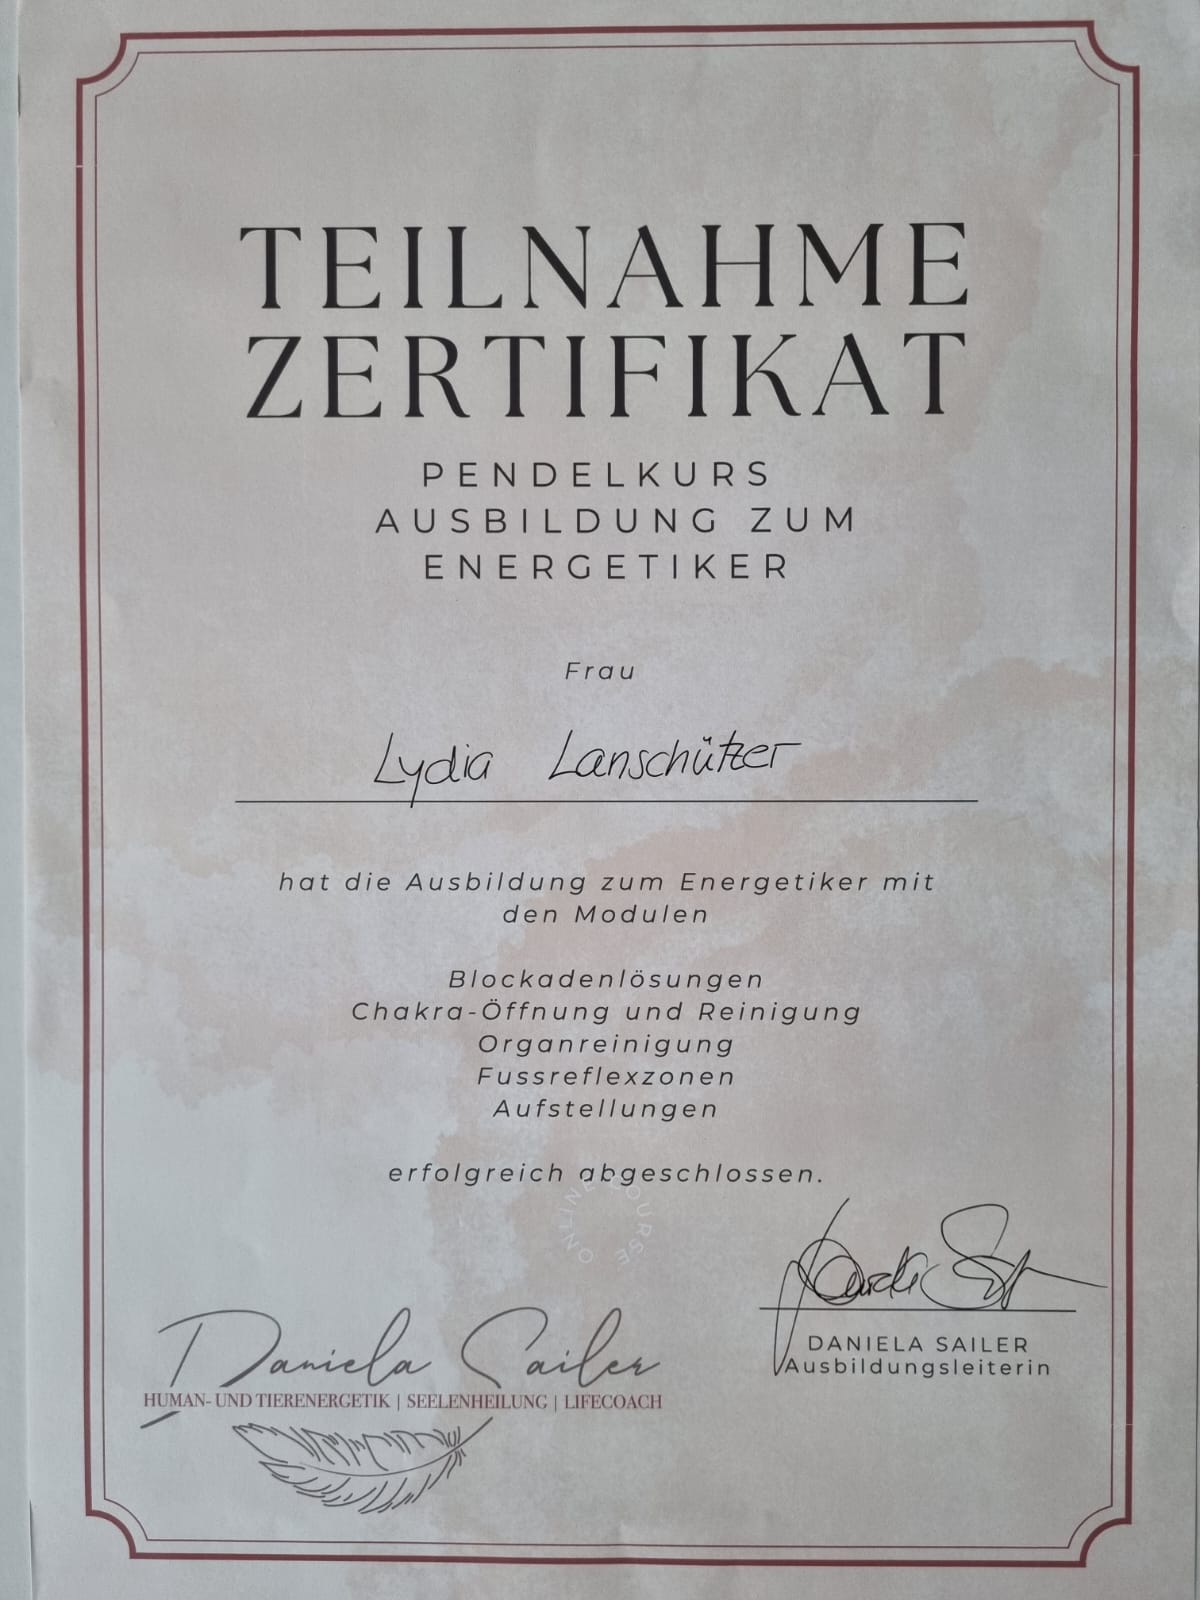 TEILNAHME
ZERTIFIKAT
PENDELKURS
AUSBILDUNG ZUM
ENERGETIKER
Frau
Lydia Lanschützer
hat die Ausbildung zum Energetiker mit
den Modulen
Blockadenlösungen
Chakra-Öffnung und Reinigung
Organreinigung
Fussreflexzonen
Aufstellungen
erfolgreich abgeschlossen.
ONLINE COURSE
DANIELA SAILER
Ausbildungsleiterin
Daniela Sailer
HUMAN- UND TIERENERGETIK | SEELENHEILUNG | LIFECOACH